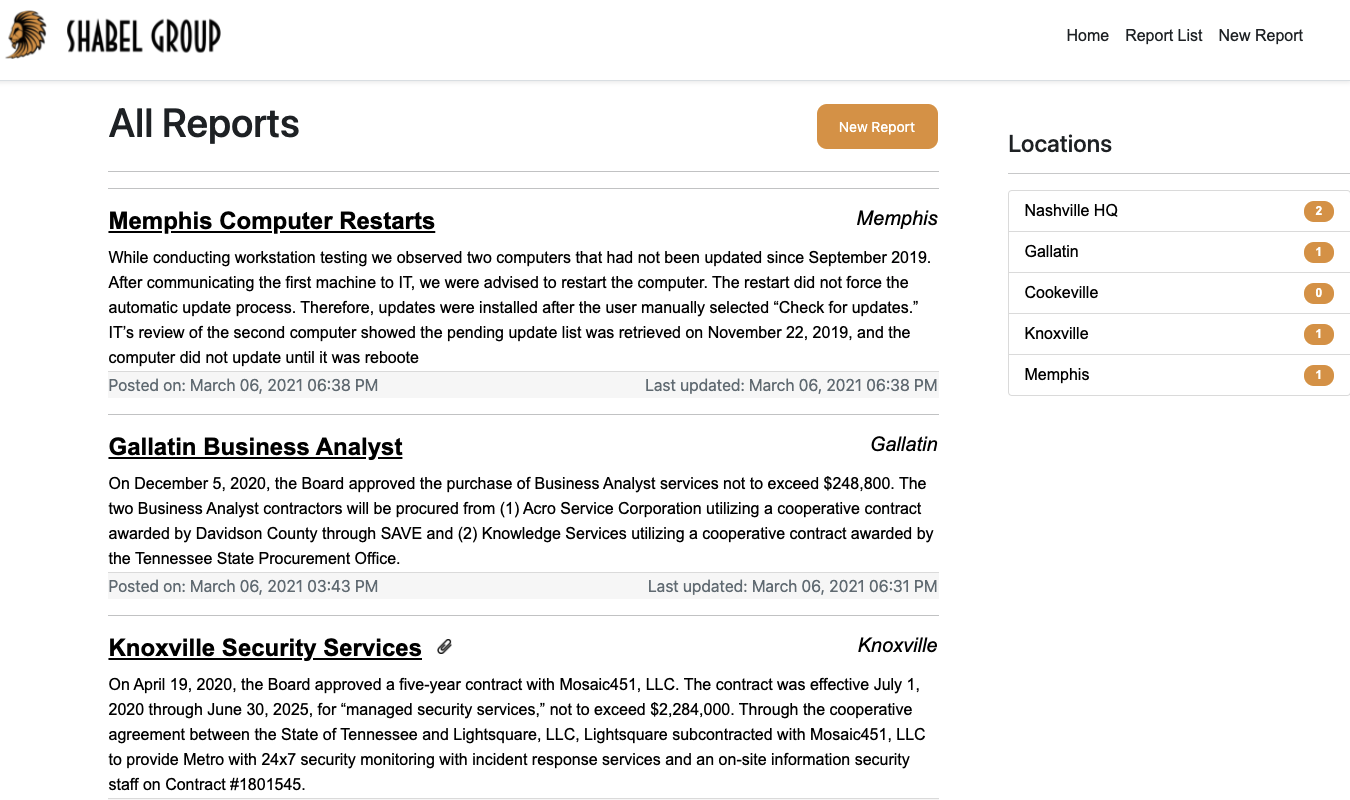 SHABEL GROUP
Home Report List New Report
All Reports
New Report
Memphis Computer Restarts
Memphis
While conducting workstation testing we observed two computers that had not been updated since September 2019.
After communicating the first machine to IT, we were advised to restart the computer. The restart did not force the
automatic update process. Therefore, updates were installed after the user manually selected “Check for updates.”
IT’s review of the second computer showed the pending update list was retrieved on November 22, 2019, and the
computer did not update until it was reboote
Posted on: March 06, 2021 06:38 PM
Last updated: March 06, 2021 06:38 PM
Gallatin Business Analyst
Gallatin
On December 5, 2020, the Board approved the purchase of Business Analyst services not to exceed $248,800. The
two Business Analyst contractors will be procured from (1) Acro Service Corporation utilizing a cooperative contract
awarded by Davidson County through SAVE and (2) Knowledge Services utilizing a cooperative contract awarded by
the Tennessee State Procurement Office.
Posted on: March 06, 2021 03:43 PM
Last updated: March 06, 2021 06:31 PM
Knoxville Security Services
Knoxville
On April 19, 2020, the Board approved a five-year contract with Mosaic451, LLC. The contract was effective July 1,
2020 through June 30, 2025, for “managed security services,” not to exceed $2,284,000. Through the cooperative
agreement between the State of Tennessee and Lightsquare, LLC, Lightsquare subcontracted with Mosaic451, LLC
to provide Metro with 24x7 security monitoring with incident response services and an on-site information security
staff on Contract #1801545.
Locations
Nashville HQ 2
Gallatin 1
Cookeville 0
Knoxville 1
Memphis 1